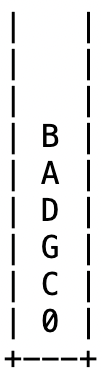 |   |
|   |
|   |
| B |
| A |
| D |
| G |
| C |
| 0 |
+---+